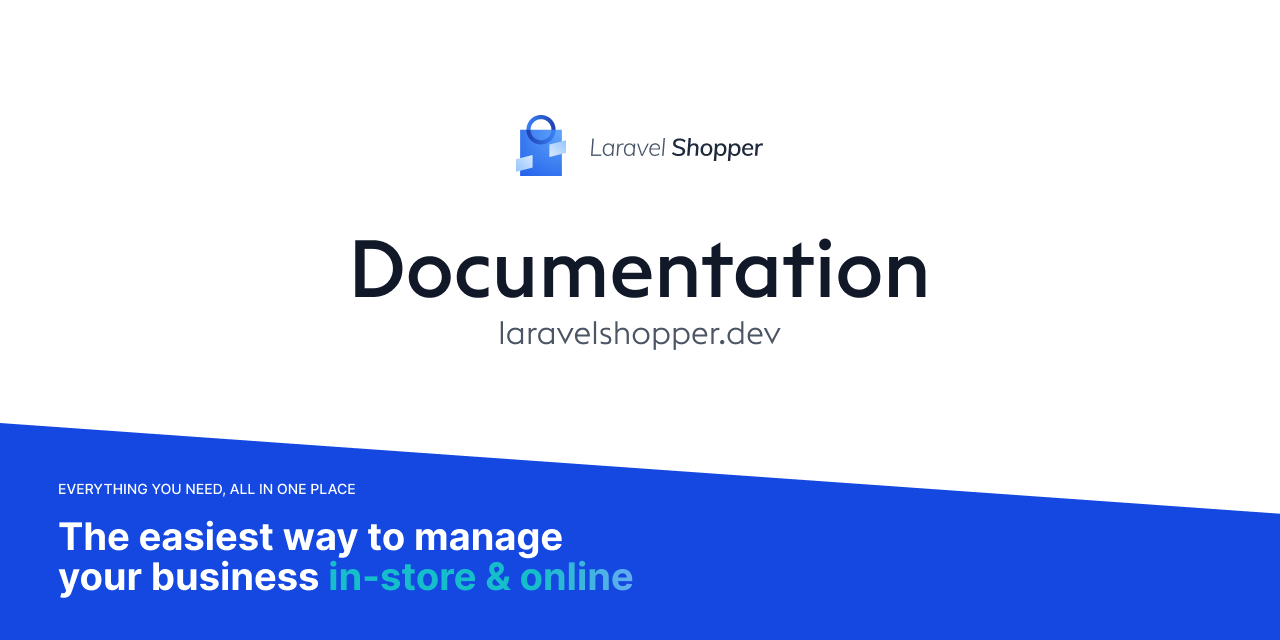 Laravel Shopper
Documentation
laravelshopper.dev
EVERYTHING YOU NEED, ALL IN ONE PLACE
The easiest way to manage
your business in-store & online